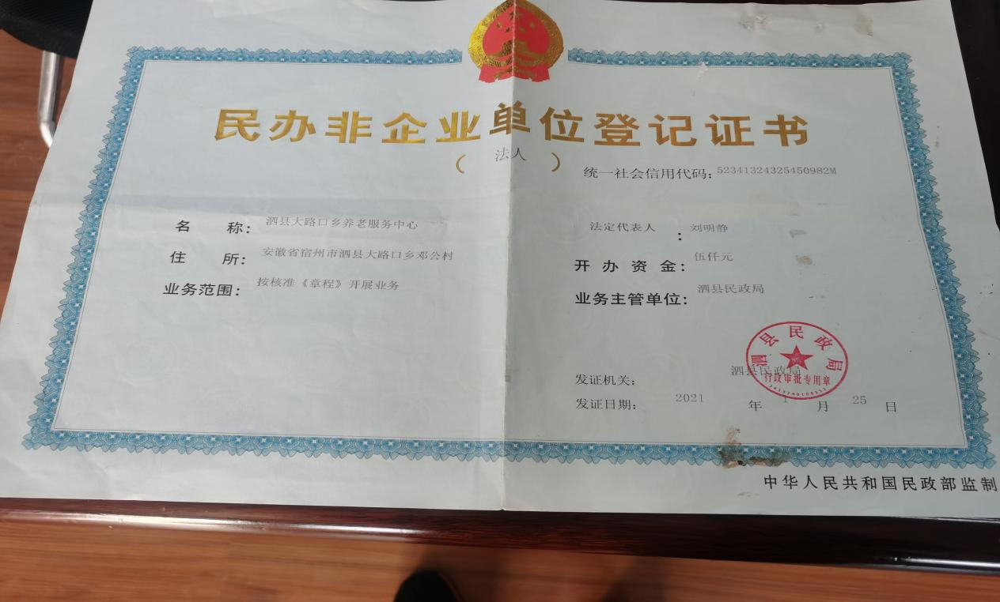 民办非企业单位登记证书
（法人）
统一社会信用代码：52341324325450982M
名称：泗县大路口乡养老服务中心
住所：安徽省宿州市泗县大路口乡邓公村
业务范围：按核准《章程》开展业务
法定代表人：刘明静
开办资金：伍仟元
业务主管单位：泗县民政局
发证机关：泗县民政局
发证日期：2021年1月25日
泗县民政局
行政审批专用章
中华人民共和国民政部监制